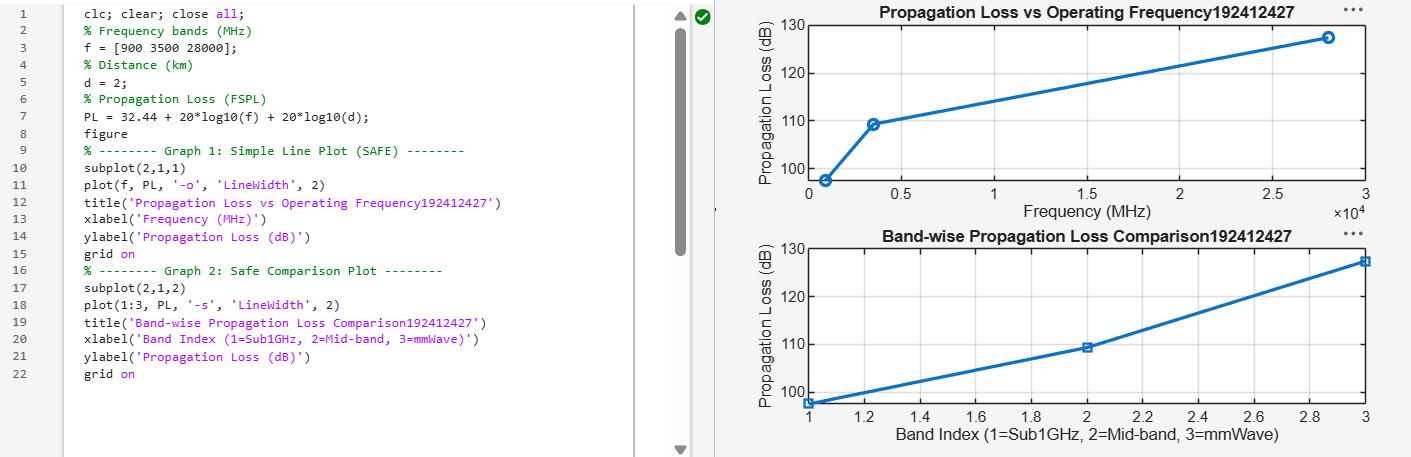 1 clc; clear; close all;
2 % Frequency bands (MHz)
3 f = [900 3500 28000];
4 % Distance (km)
5 d = 2;
6 % Propagation Loss (FSPL)
7 PL = 32.44 + 20*log10(f) + 20*log10(d);
8 figure
9 % -------- Graph 1: Simple Line Plot (SAFE) --------
10 subplot(2,1,1)
11 plot(f, PL, '-o', 'LineWidth', 2)
12 title('Propagation Loss vs Operating Frequency192412427')
13 xlabel('Frequency (MHz)')
14 ylabel('Propagation Loss (dB)')
15 grid on
16 % -------- Graph 2: Safe Comparison Plot --------
17 subplot(2,1,2)
18 plot(1:3, PL, '-s', 'LineWidth', 2)
19 title('Band-wise Propagation Loss Comparison192412427')
20 xlabel('Band Index (1=Sub1GHz, 2=Mid-band, 3=mmWave)')
21 ylabel('Propagation Loss (dB)')
22 grid on
Propagation Loss vs Operating Frequency192412427
Propagation Loss (dB)
130
120
110
100
0 0.5 1 1.5 2 2.5 3
Frequency (MHz)
×10⁴
Band-wise Propagation Loss Comparison192412427
Propagation Loss (dB)
130
120
110
100
1 1.2 1.4 1.6 1.8 2 2.2 2.4 2.6 2.8 3
Band Index (1=Sub1GHz, 2=Mid-band, 3=mmWave)